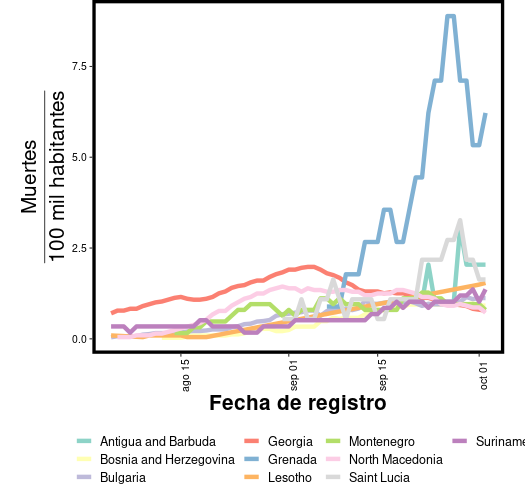 Muertes
100 mil habitantes
7.5
5.0
2.5
0.0
ago 15
sep 01
sep 15
oct 01
Fecha de registro
Antigua and Barbuda
Georgia
Montenegro
Suriname
Bosnia and Herzegovina
Grenada
North Macedonia
Bulgaria
Lesotho
Saint Lucia